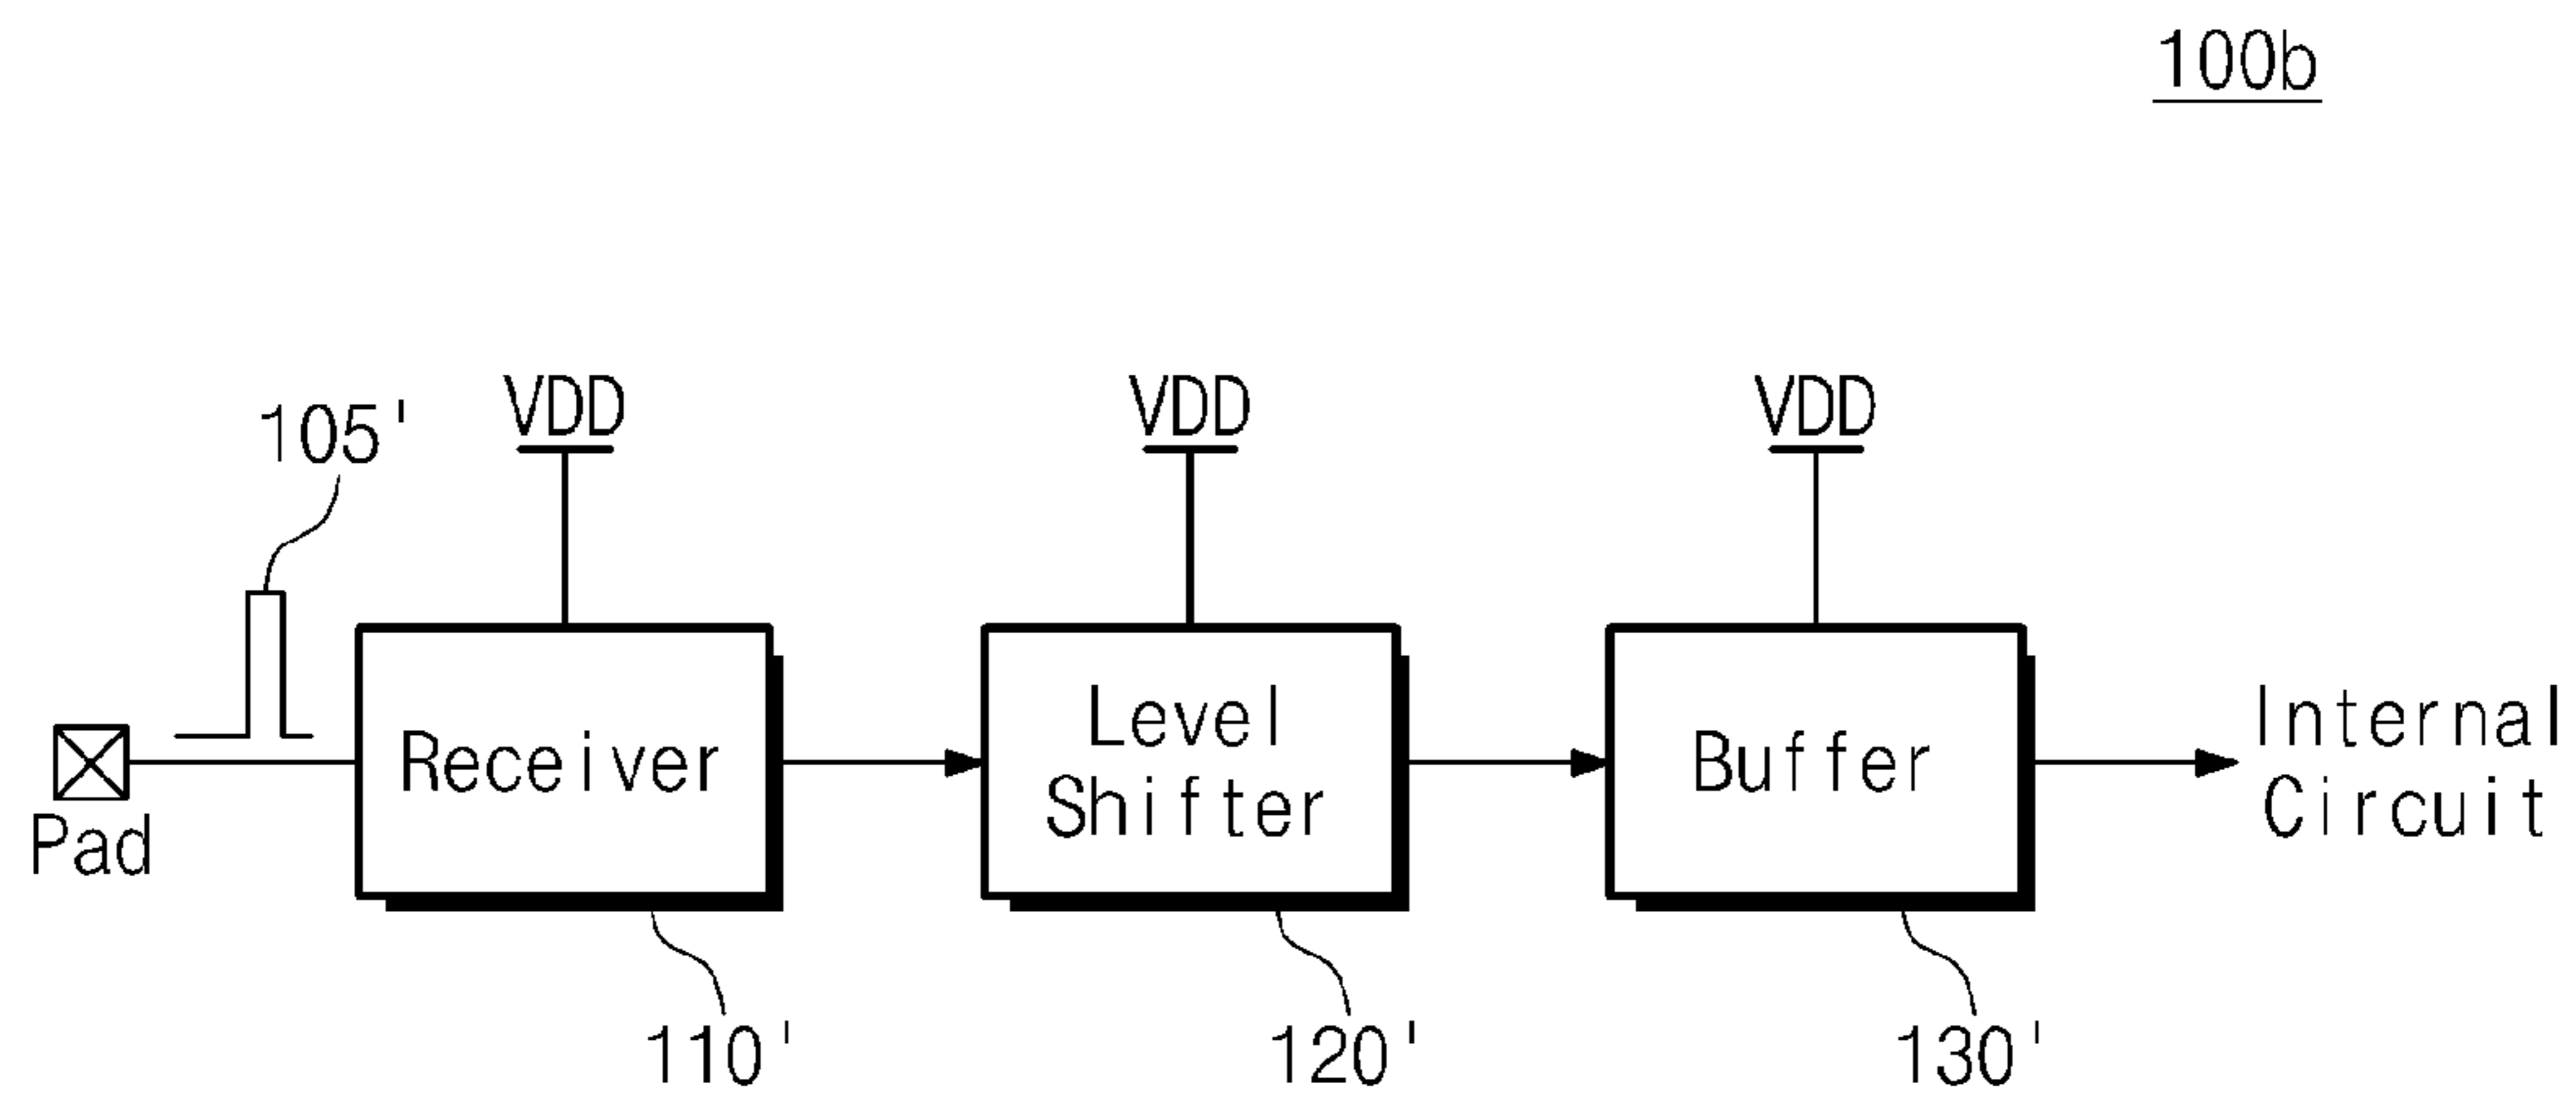 100b
VDD
VDD
VDD
105'
Receiver
Level
Shifter
Buffer
Internal
Circuit
Pad
110'
120'
130'